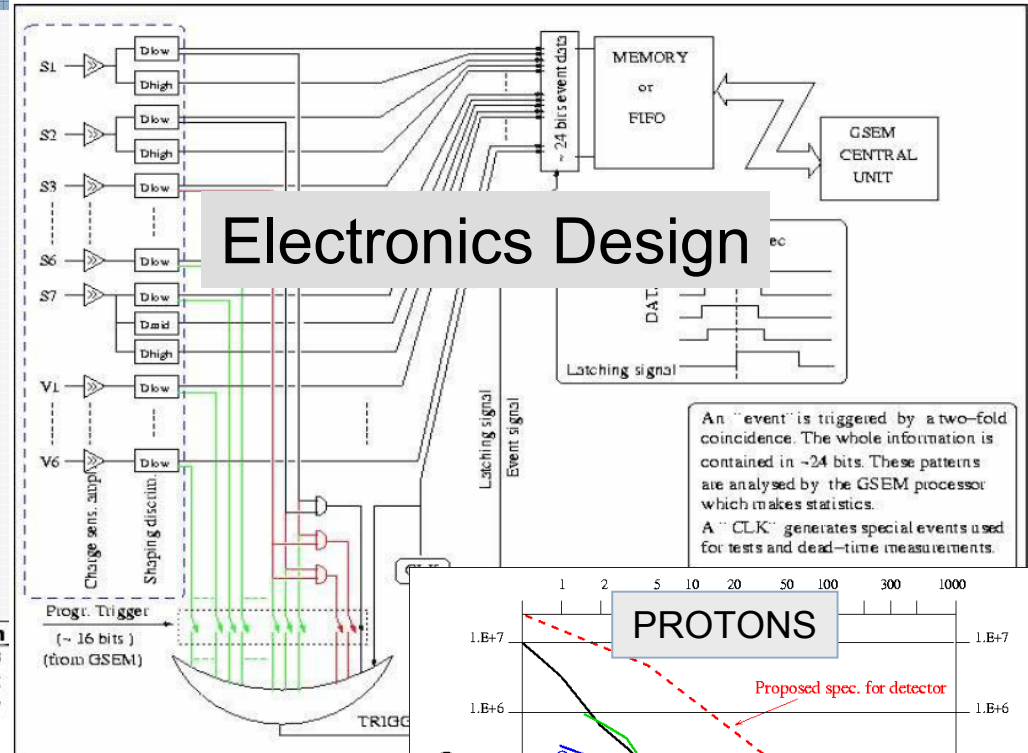 S1
Dlow
Dhigh
S2
Dlow
Dhigh
S3
Dlow
S6
Dlow
S7
Dlow
Dmid
Dhigh
V1
Dlow
V6
Dlow
Charge sens. ampl
Shaping discrim.
~ 24 bits event data
MEMORY
or
FIFO
GSEM
CENTRAL
UNIT
Electronics Design
ec
DATA
Latching signal
Latching signal
Event signal
An "event" is triggered by a two-fold
coincidence. The whole information is
contained in ~24 bits. These patterns
are analysed by the GSEM processor
which makes statistics.
A "CLK" generates special events used
for tests and dead-time measurements.
Progr. Trigger
(~ 16 bits )
(from GSEM)
TRIGG
1 2 5 10 20 50 100 300 1000
PROTONS
1.E+7 1.E+7
Proposed spec. for detector
1.E+6 1.E+6